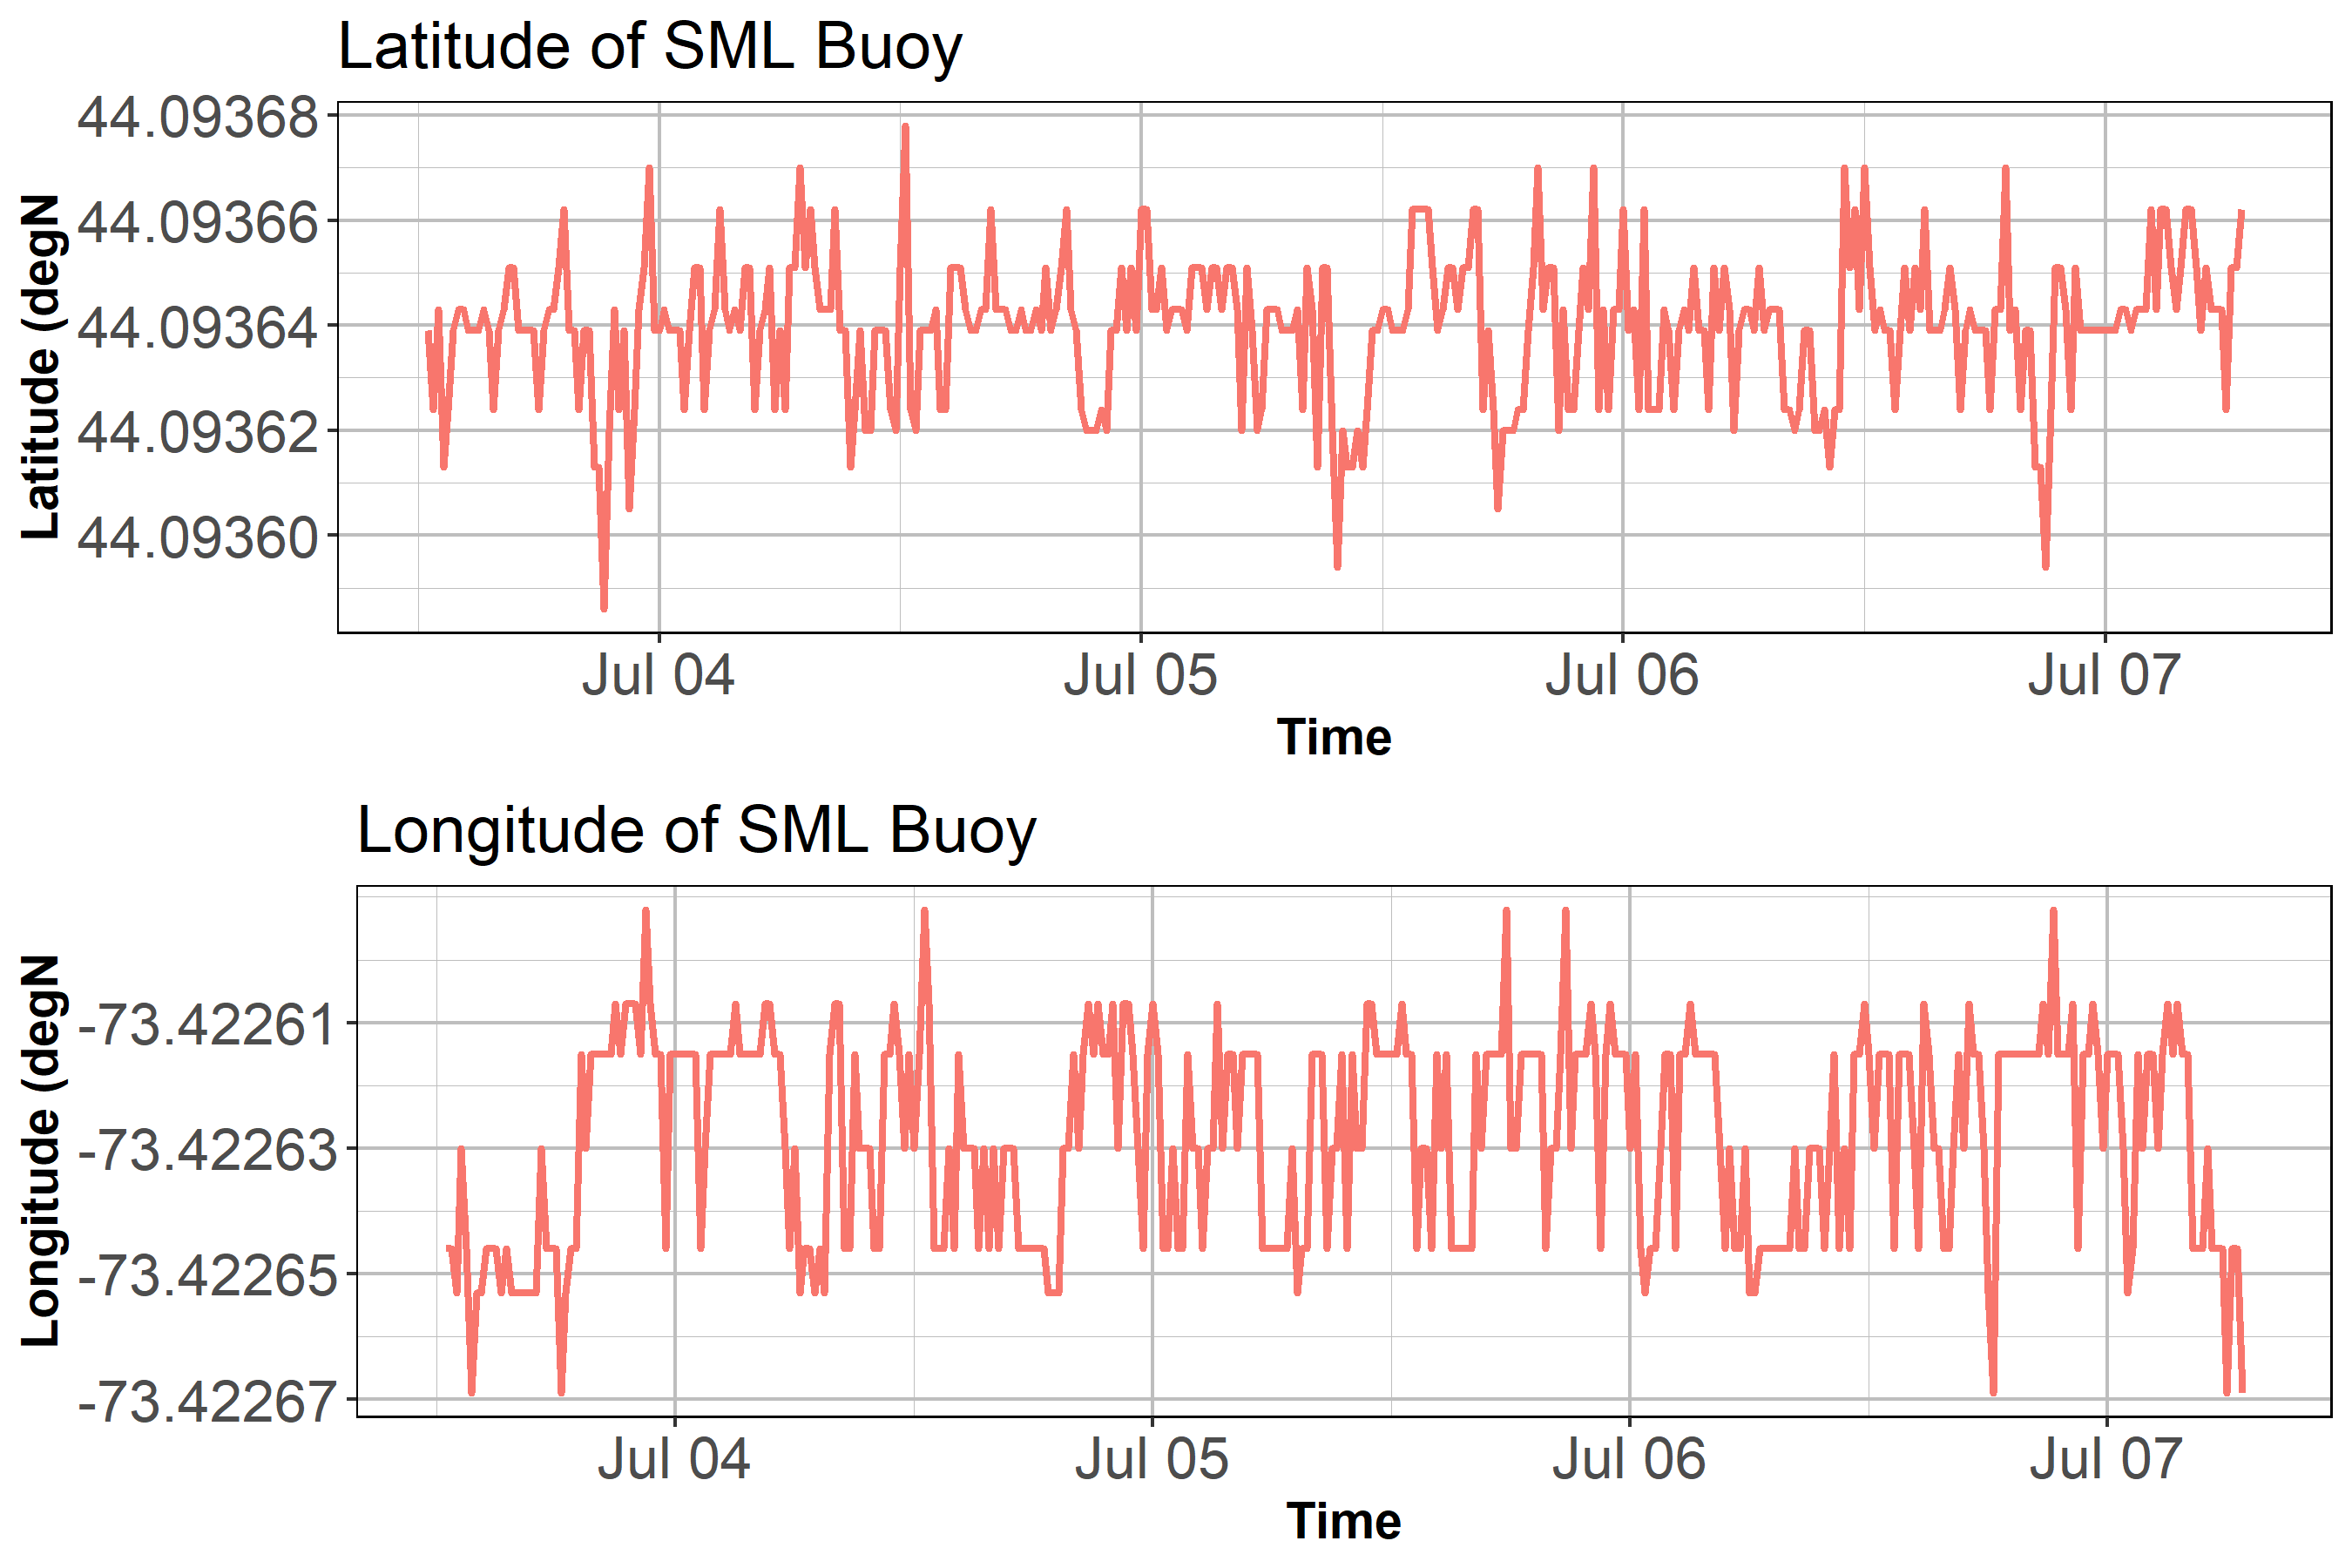 Latitude of SML Buoy
Latitude (degN
44.09368
44.09366
44.09364
44.09362
44.09360
Jul 04 Jul 05 Jul 06 Jul 07
Time
Longitude of SML Buoy
Longitude (degN
-73.42261
-73.42263
-73.42265
-73.42267
Jul 04 Jul 05 Jul 06 Jul 07
Time